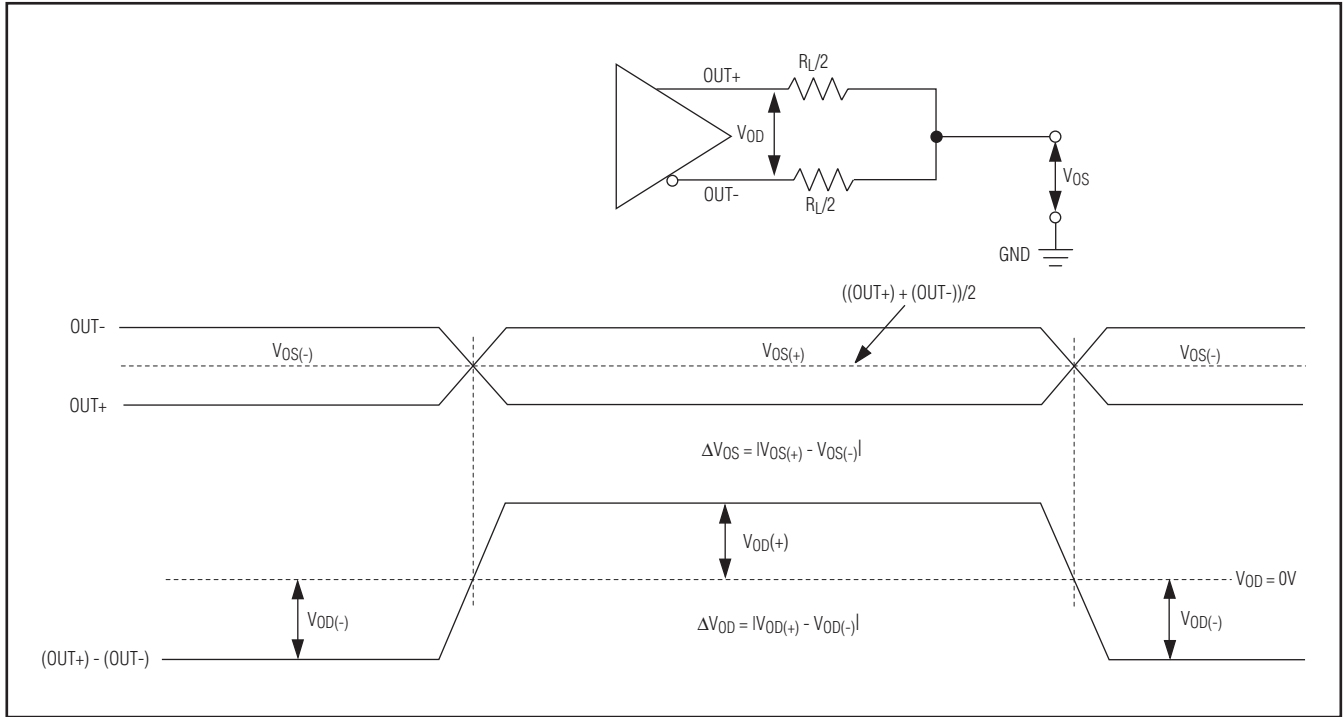 OUT+
R_L/2
V_OD
V_OS
OUT-
R_L/2
GND
((OUT+) + (OUT-))/2
OUT-
V_OS(-)
V_OS(+)
V_OS(-)
OUT+
ΔV_OS = |V_OS(+) - V_OS(-)|
V_OD(+)
V_OD = 0V
V_OD(-)
ΔV_OD = |V_OD(+) - V_OD(-)|
V_OD(-)
(OUT+) - (OUT-)